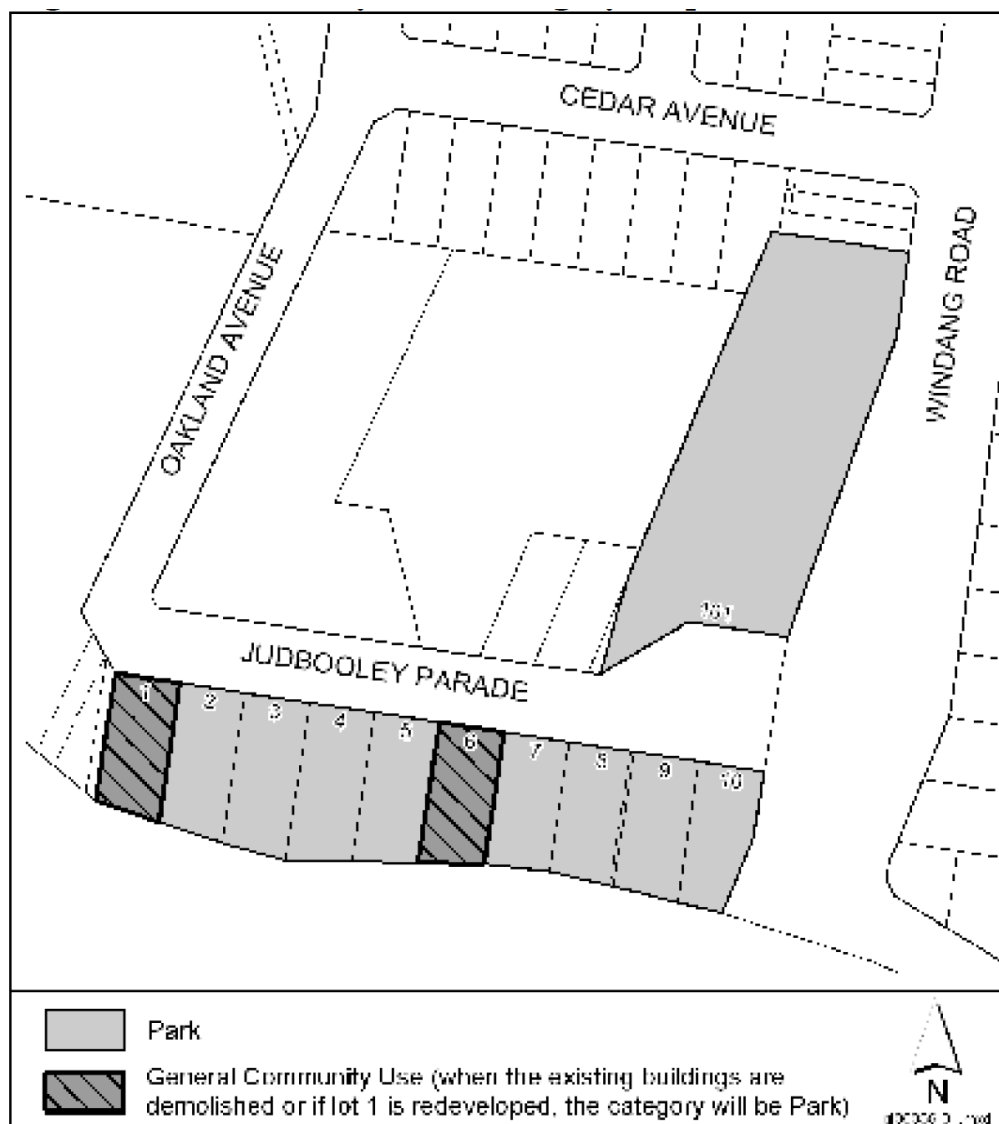 CEDAR AVENUE
WINDANG ROAD
OAKLAND AVENUE
101
JUDBOOLEY PARADE
1
2
3
4
5
6
7
8
9
10
Park
General Community Use (when the existing buildings are
demolished or if lot 1 is redeveloped, the category will be Park)
N